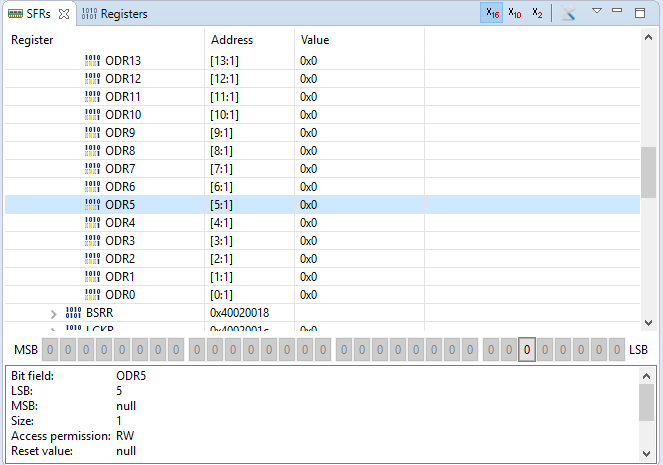 SFRs Registers X16 X10 X2
Register Address Value
ODR13 [13:1] 0x0
ODR12 [12:1] 0x0
ODR11 [11:1] 0x0
ODR10 [10:1] 0x0
ODR9 [9:1] 0x0
ODR8 [8:1] 0x0
ODR7 [7:1] 0x0
ODR6 [6:1] 0x0
ODR5 [5:1] 0x0
ODR4 [4:1] 0x0
ODR3 [3:1] 0x0
ODR2 [2:1] 0x0
ODR1 [1:1] 0x0
ODR0 [0:1] 0x0
BSRR 0x40020018
LCKR 0x4002001c 0x0
MSB 0 0 0 0 0 0 0 0 0 0 0 0 0 0 0 0 0 0 0 0 0 0 0 0 0 0 0 0 0 0 0 0 LSB
Bit field: ODR5
LSB: 5
MSB: null
Size: 1
Access permission: RW
Reset value: null